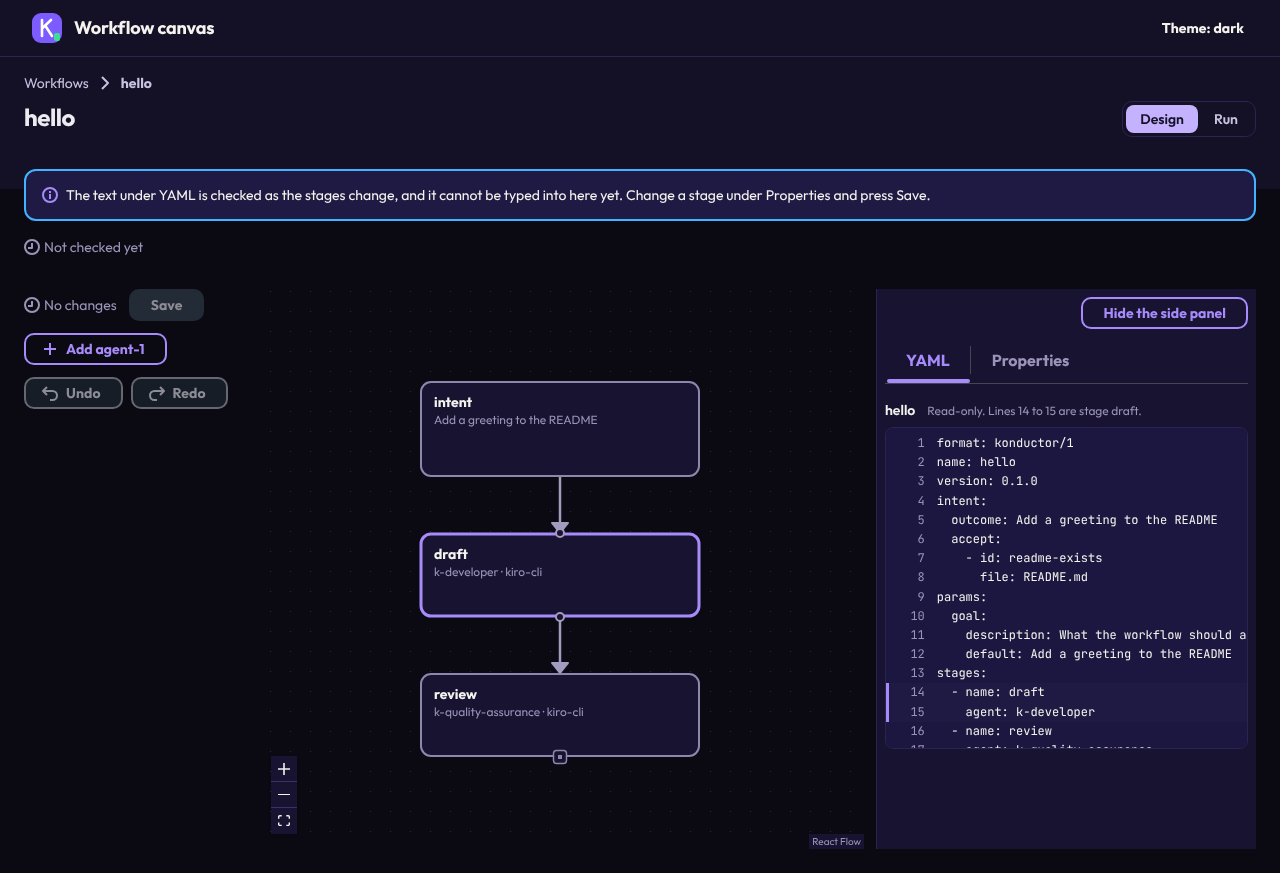 K Workflow canvas
Theme: dark
Workflows > hello
hello
Design Run
The text under YAML is checked as the stages change, and it cannot be typed into here yet. Change a stage under Properties and press Save.
Not checked yet
No changes Save
Add agent-1
Undo Redo
intent
Add a greeting to the README
draft
k-developer · kiro-cli
review
k-quality-assurance · kiro-cli
React Flow
Hide the side panel
YAML Properties
hello Read-only. Lines 14 to 15 are stage draft.
1 format: konductor/1
2 name: hello
3 version: 0.1.0
4 intent:
5 outcome: Add a greeting to the README
6 accept:
7 - id: readme-exists
8 file: README.md
9 params:
10 goal:
11 description: What the workflow should a
12 default: Add a greeting to the README
13 stages:
14 - name: draft
15 agent: k-developer
16 - name: review
17 agent: k-quality-assurance